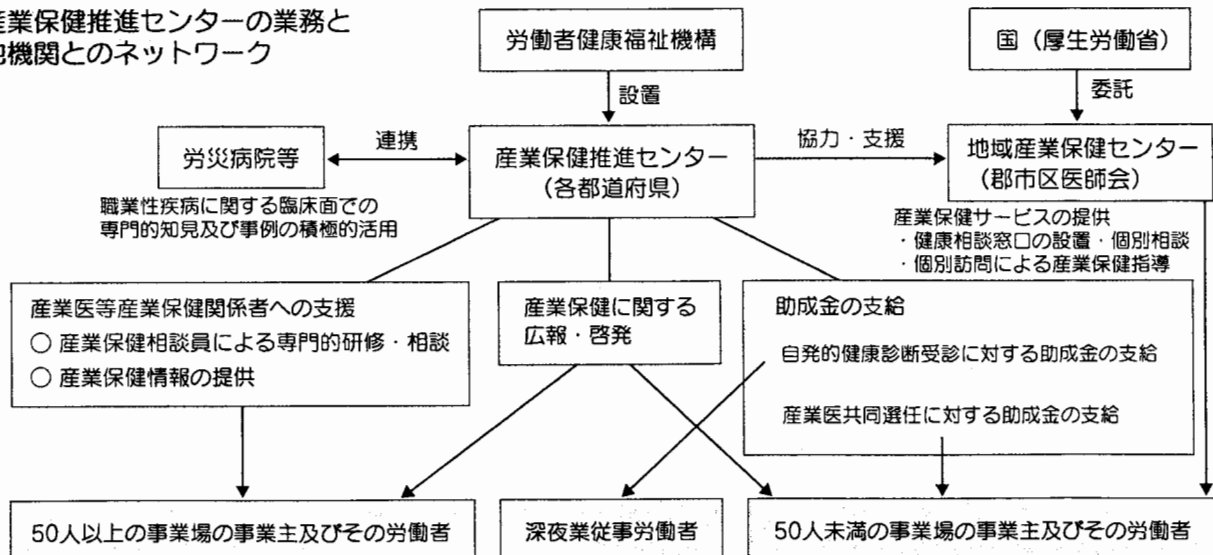 産業保健推進センターの業務と
他機関とのネットワーク
労働者健康福祉機構
国（厚生労働省）
設置
委託
労災病院等
連携
産業保健推進センター
（各都道府県）
協力・支援
地域産業保健センター
（郡市区医師会）
職業性疾病に関する臨床面での
専門的知見及び事例の積極的活用
産業保健サービスの提供
・健康相談窓口の設置・個別相談
・個別訪問による産業保健指導
産業医等産業保健関係者への支援
○ 産業保健相談員による専門的研修・相談
○ 産業保健情報の提供
産業保健に関する
広報・啓発
助成金の支給
自発的健康診断受診に対する助成金の支給
産業医共同選任に対する助成金の支給
50人以上の事業場の事業主及びその労働者
深夜業従事労働者
50人未満の事業場の事業主及びその労働者